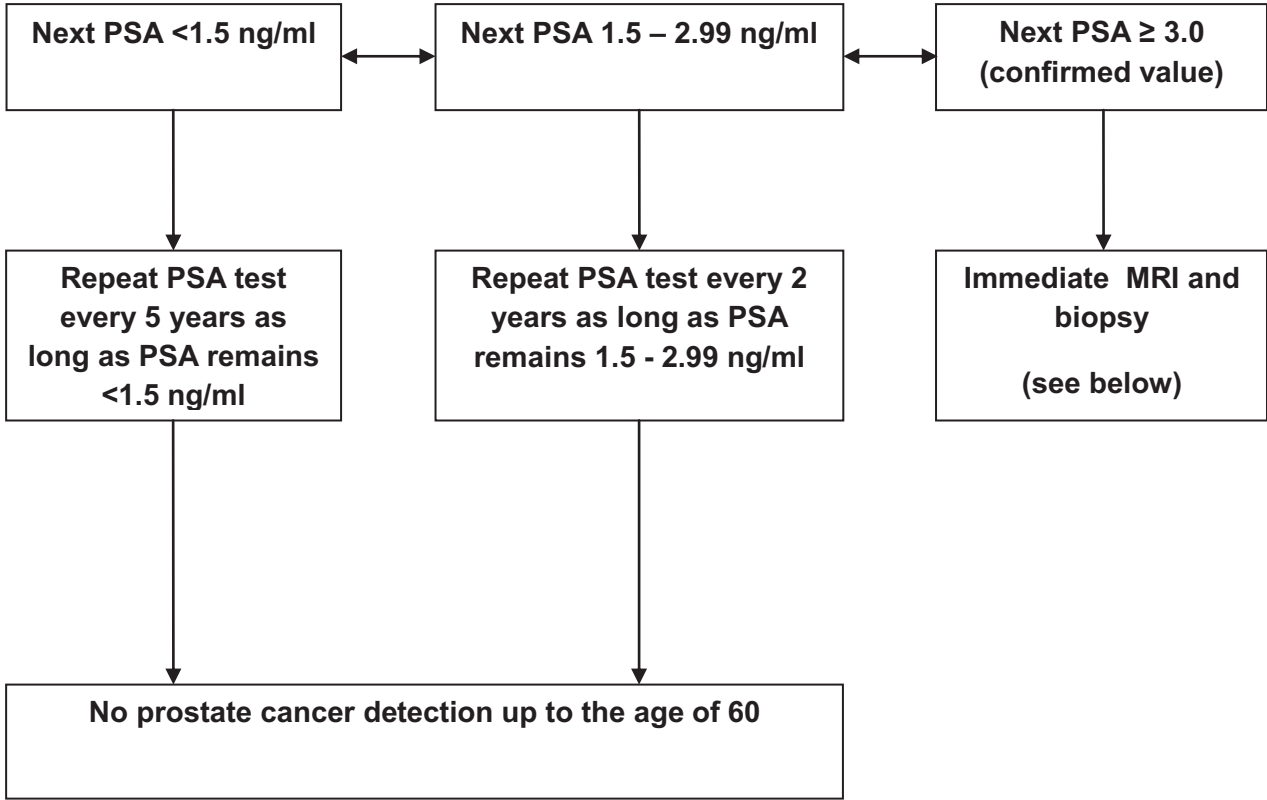 Next PSA <1.5 ng/ml
Next PSA 1.5 – 2.99 ng/ml
Next PSA ≥ 3.0
(confirmed value)
Repeat PSA test
every 5 years as
long as PSA remains
<1.5 ng/ml
Repeat PSA test every 2
years as long as PSA
remains 1.5 - 2.99 ng/ml
Immediate MRI and
biopsy
(see below)
No prostate cancer detection up to the age of 60